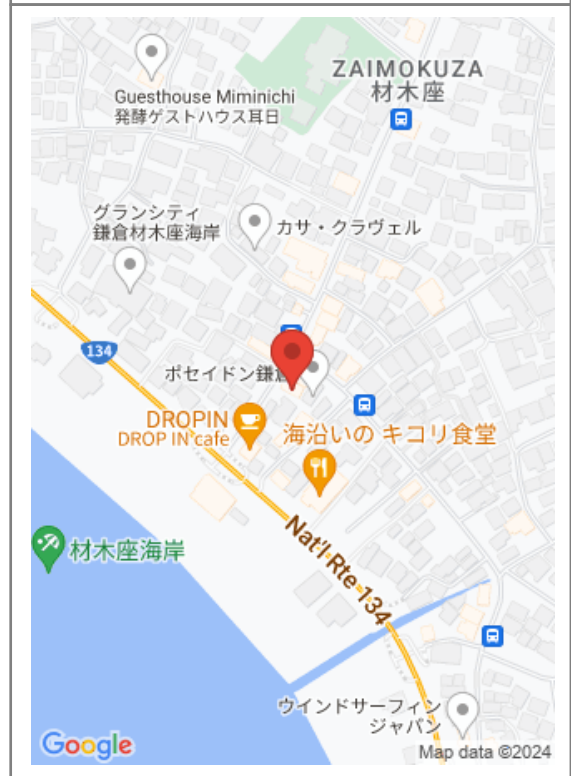 ZAIMOKUZA
材木座
Guesthouse Miminichi
発酵ゲストハウス耳日
グランシティ
鎌倉材木座海岸
カサ・クラヴェル
134
ポセイドン鎌倉
DROPIN
DROP IN cafe
海沿いの キコリ食堂
Nat'l Rte 134
材木座海岸
ウインドサーフィン
ジャパン
Google
Map data ©2024